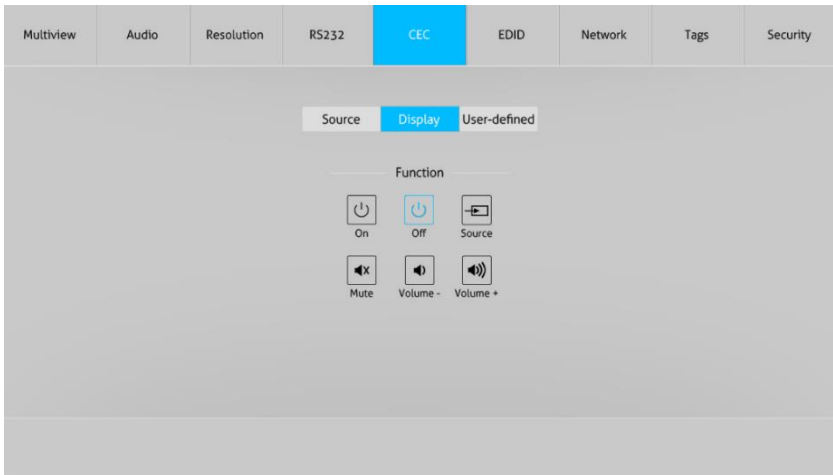 Multiview Audio Resolution RS232 CEC EDID Network Tags Security
Source Display User-defined
Function
On Off Source
Mute Volume - Volume +